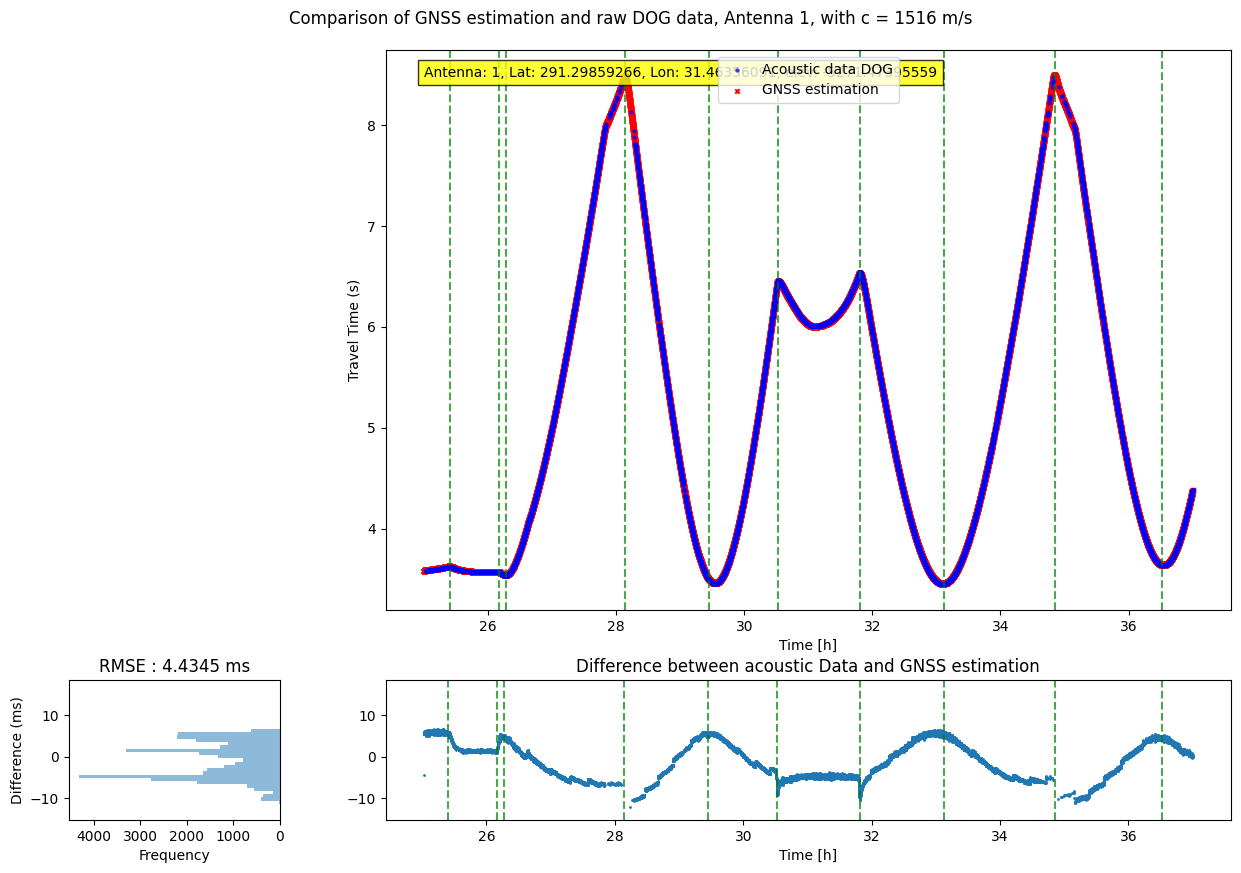 Comparison of GNSS estimation and raw DOG data, Antenna 1, with c = 1516 m/s
Antenna: 1, Lat: 291.29859266, Lon:
Acoustic data DOG
GNSS estimation
Travel Time (s)
8
7
6
5
4
26 28 30 32 34 36
Time [h]
RMSE : 4.4345 ms
Difference (ms)
10
0
−10
4000 3000 2000 1000 0
Frequency
Difference between acoustic Data and GNSS estimation
10
0
−10
26 28 30 32 34 36
Time [h]